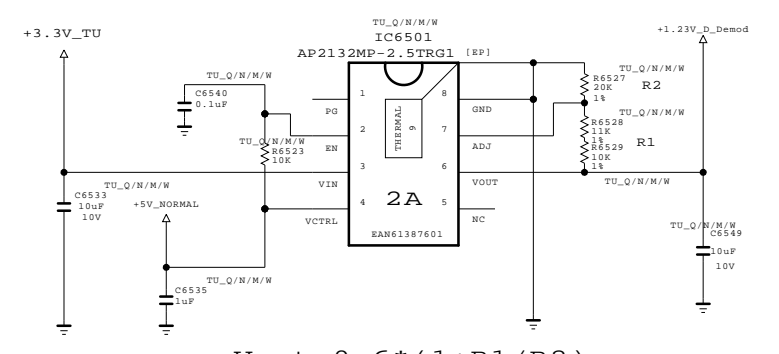 TU_Q/N/M/W
IC6501
AP2132MP-2.5TRG1 [EP]
+3.3V_TU
+1.23V_D_Demod
TU_Q/N/M/W
C6540
0.1uF
TU_Q/N/M/W
R6523
10K
1
PG
2
EN
3
VIN
4
VCTRL
THERMAL
9
2A
EAN61387601
8
GND
7
ADJ
6
VOUT
5
NC
TU_Q/N/M/W
R6527
20K
1%
R2
TU_Q/N/M/W
R6528
11K
1%
R1
R6529
10K
1%
TU_Q/N/M/W
TU_Q/N/M/W
C6533
10uF
10V
+5V_NORMAL
TU_Q/N/M/W
C6535
1uF
TU_Q/N/M/W
C6549
10uF
10V